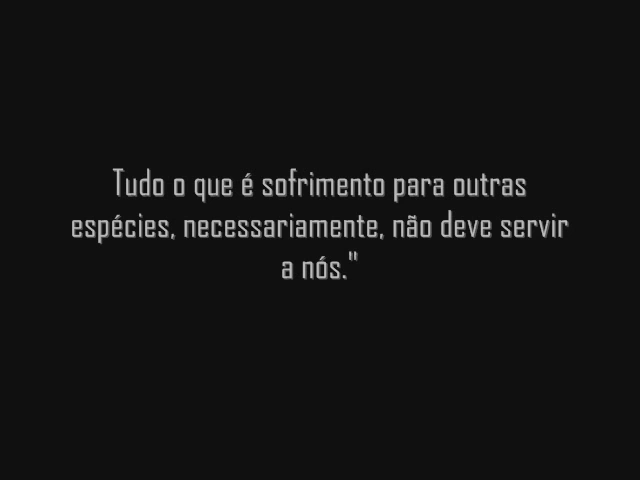 Tudo o que é sofrimento para outras
espécies, necessariamente, não deve servir
a nós."